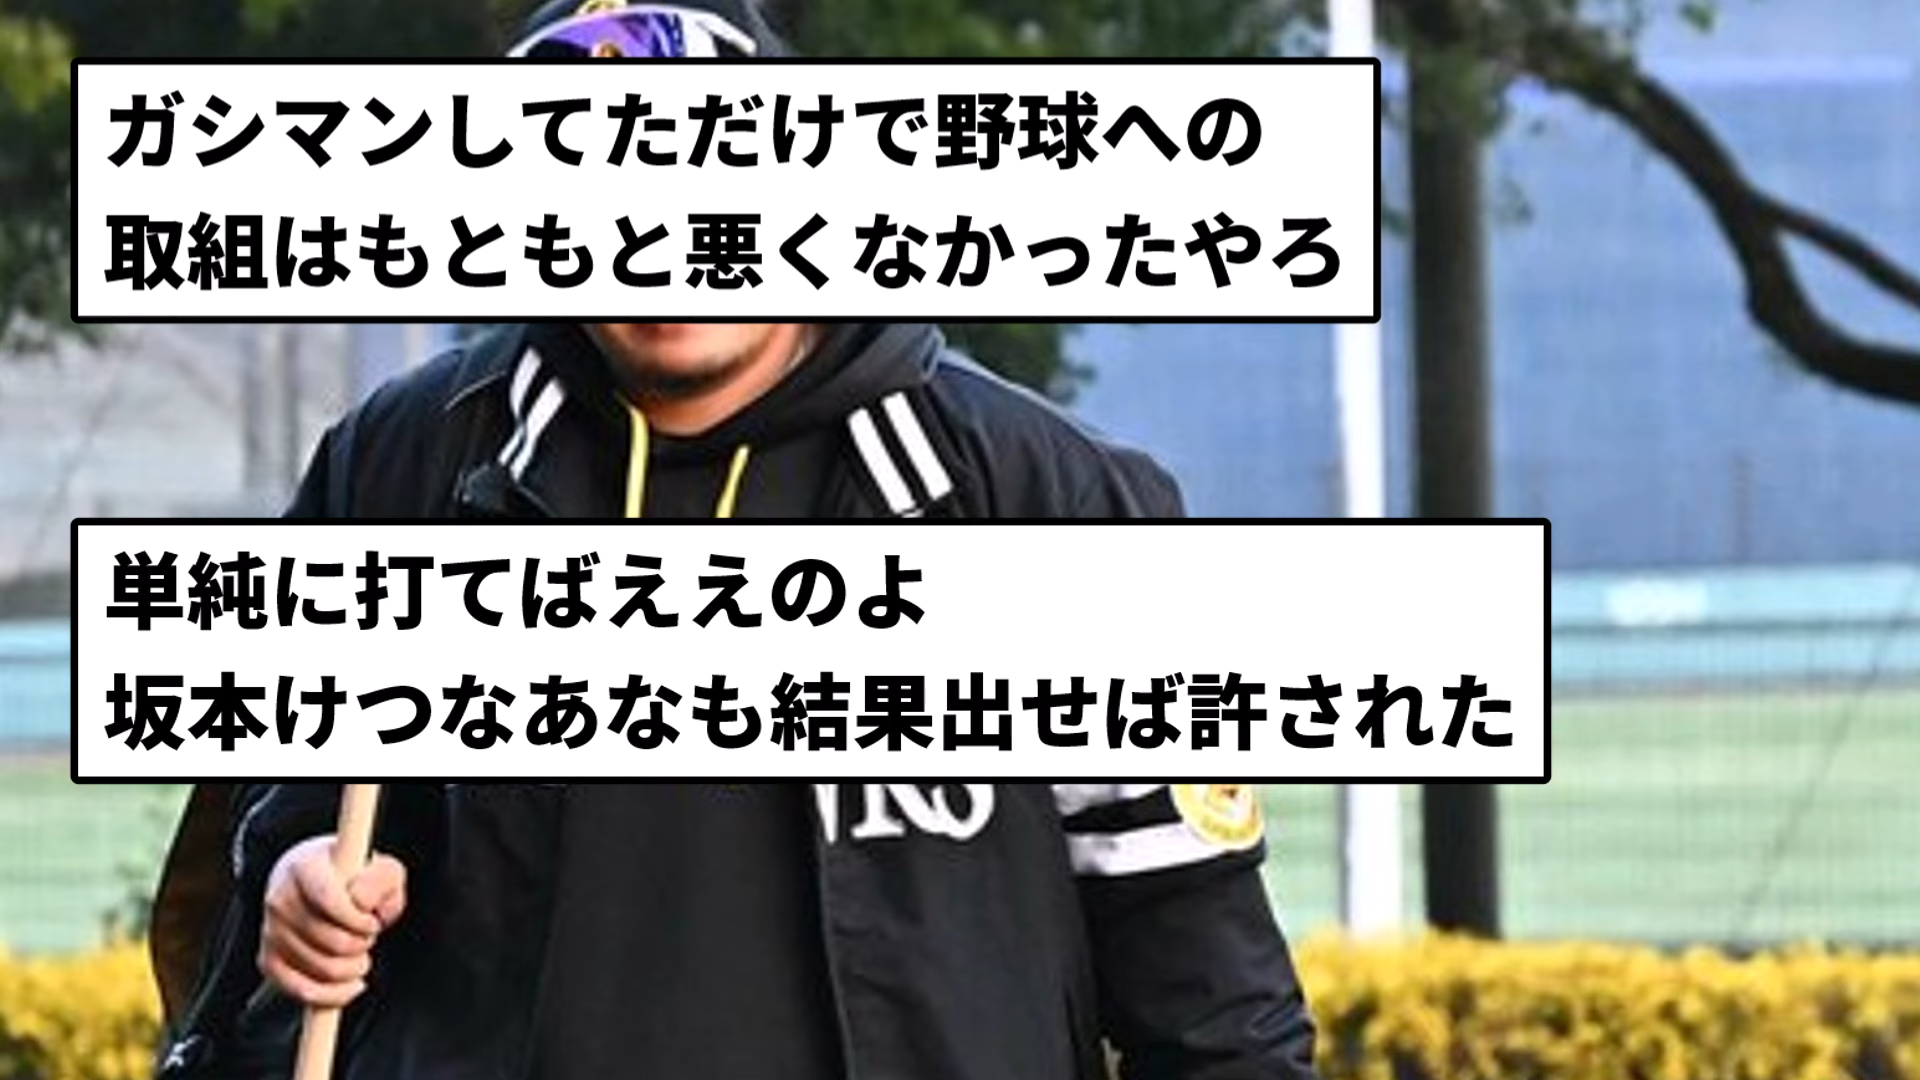 ガシマンしてただけで野球への
取組はもともと悪くなかったやろ
単純に打てばええのよ
坂本けつなあなも結果出せば許された